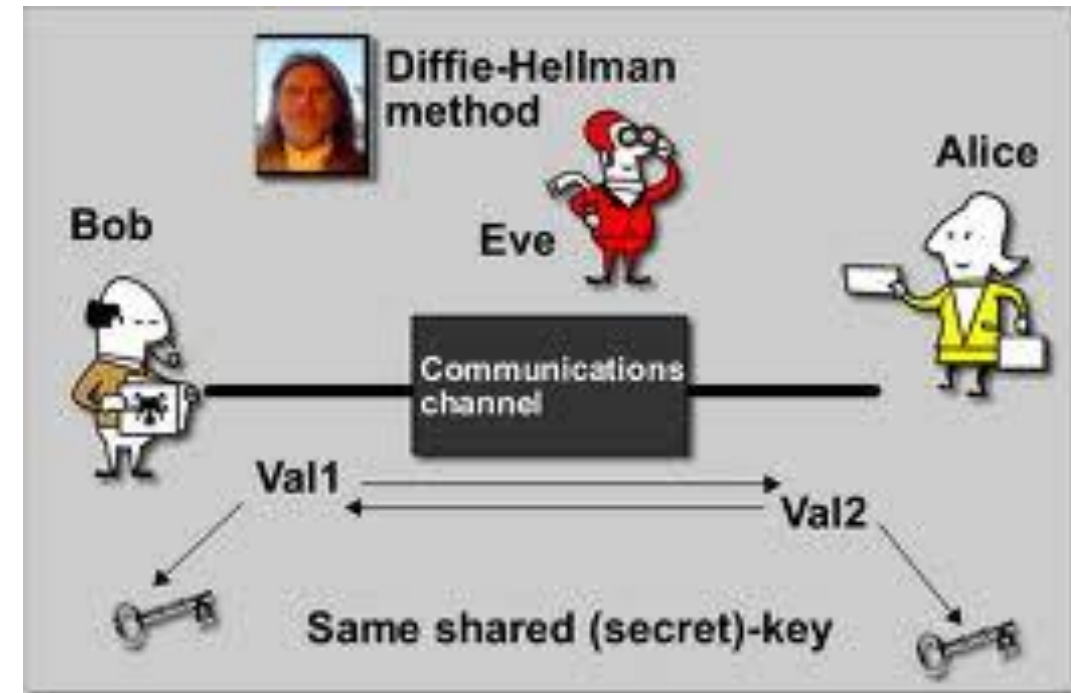 Diffie-Hellman
method
Alice
Bob
Eve
Communications
channel
Val1
Val2
Same shared (secret)-key